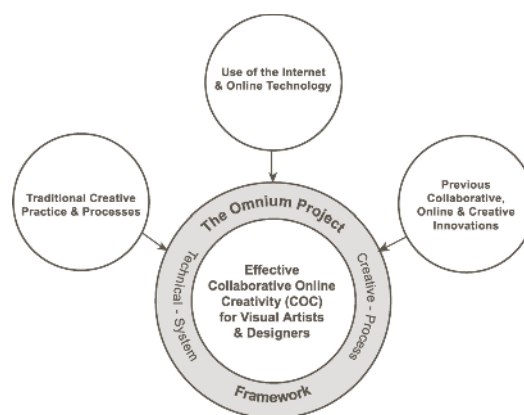 Use of the Internet
& Online Technology
Traditional Creative
Practice & Processes
Previous
Collaborative,
Online & Creative
Innovations
The Omnium Project
Technical - System
Creative - Process
Effective
Collaborative Online
Creativity (COC)
for Visual Artists
& Designers
Framework